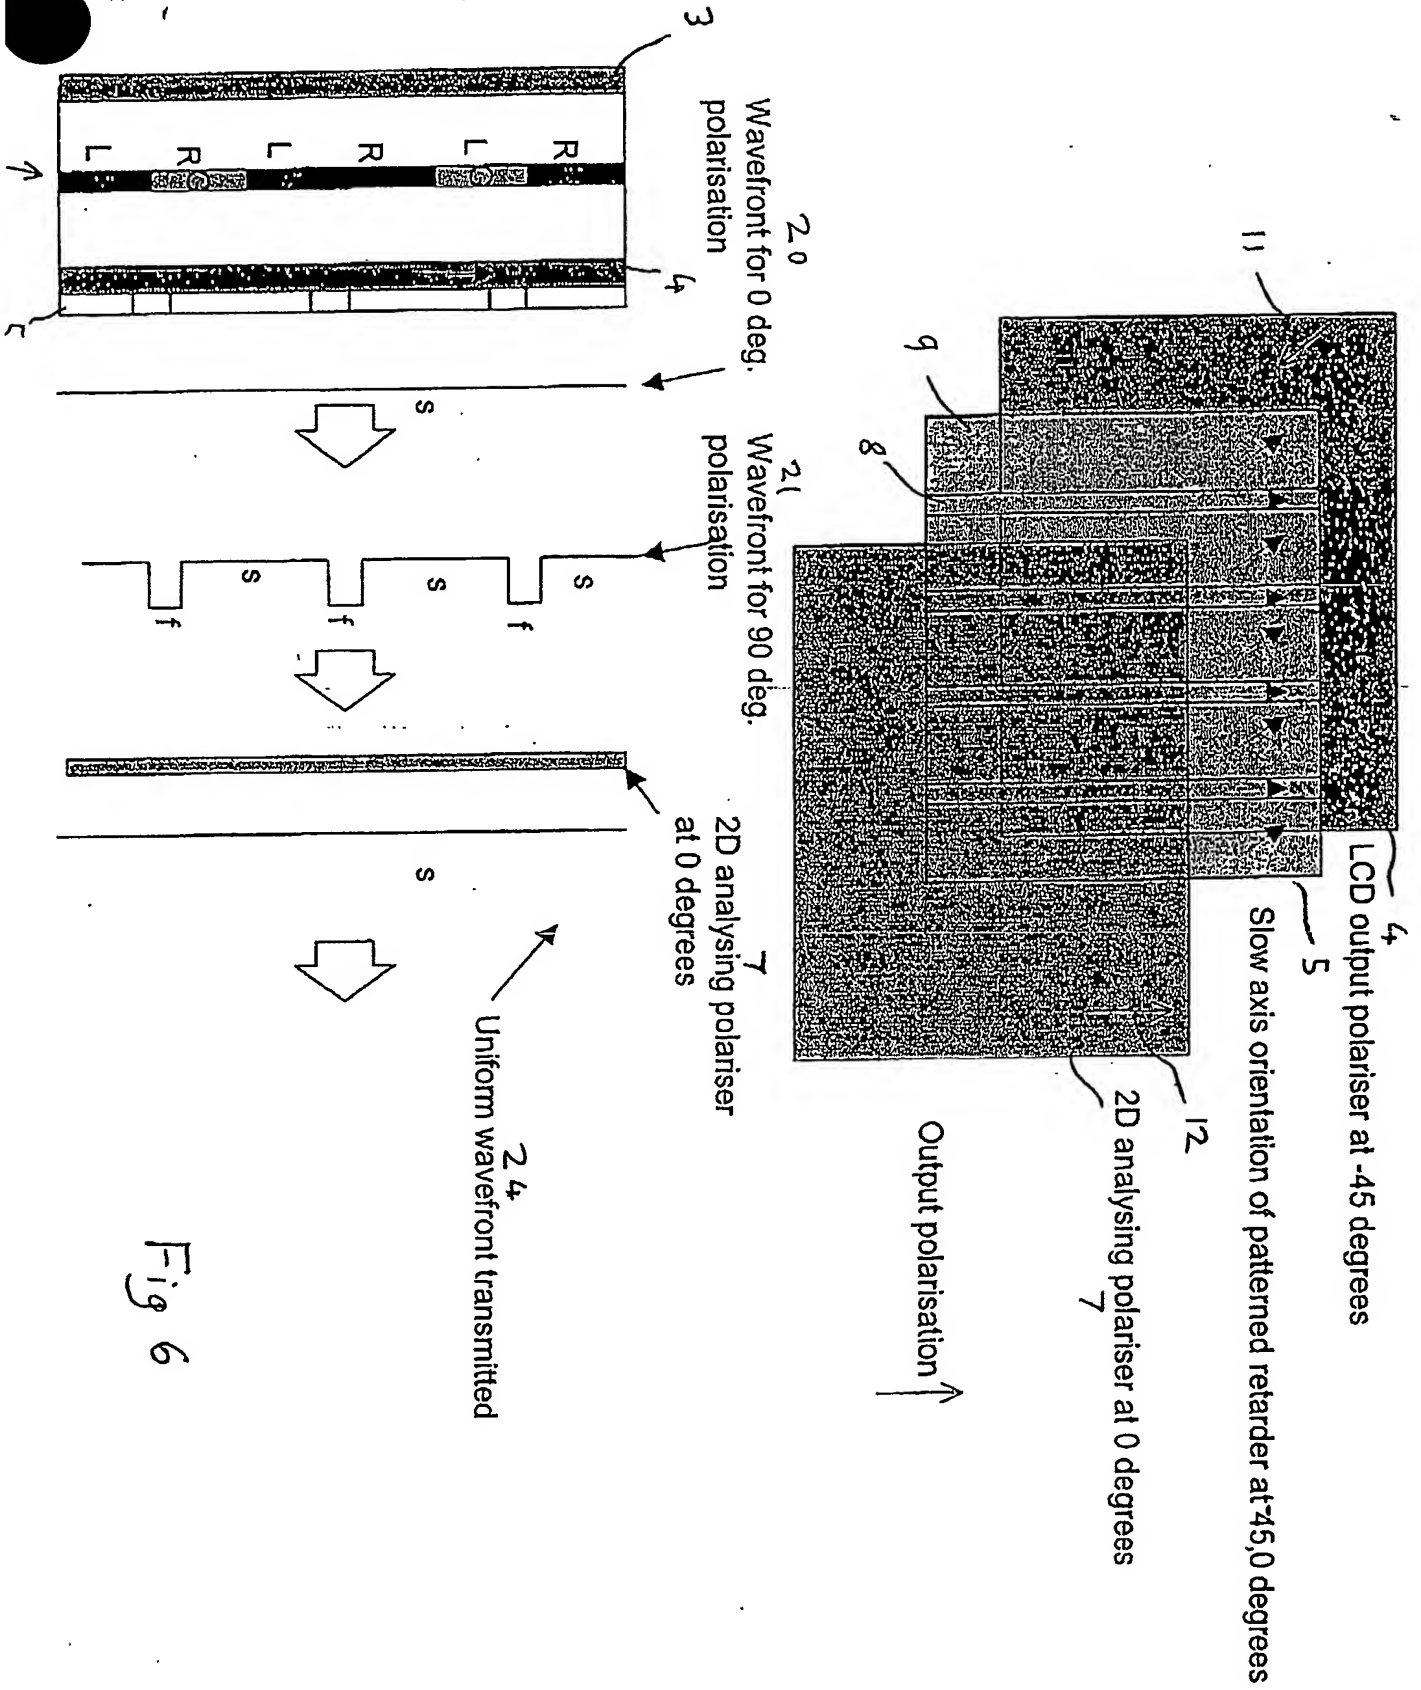 4
LCD output polariser at -45 degrees
5
Slow axis orientation of patterned retarder at -45,0 degrees
11
9
8
12
2D analysing polariser at 0 degrees
7
Output polarisation
3
20
Wavefront for 0 deg.
polarisation
21
Wavefront for 90 deg.
polarisation
7
2D analysing polariser
at 0 degrees
R
L
R
L
R
L
4
5
s
s
s
s
f
f
f
s
24
Uniform wavefront transmitted
Fig 6